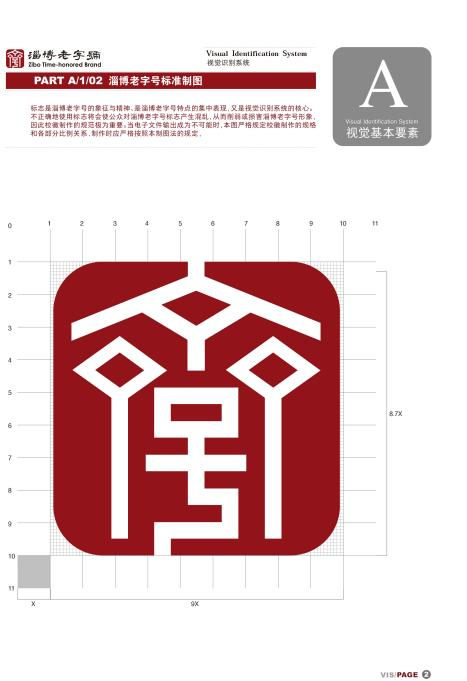 淄博老字號
Zibo Time-honored Brand
Visual Identification System
视觉识别系统
PART A/1/02 淄博老字号标准制图
标志是淄博老字号的象征与精神,是淄博老字号特点的集中表现,又是视觉识别系统的核心。
不正确地使用标志将会使公众对淄博老字号标志产生混乱,从而削弱或损害淄博老字号形象,
因此校徽制作的规范极为重要;当电子文件输出成为不可能时,本图严格规定校徽制作的规格
和各部分比例关系,制作时应严格按照本制图法的规定。
A
Visual Identification System
视觉基本要素
0 1 2 3 4 5 6 7 8 9 10 11
1
2
3
4
5
8.7X
6
7
8
9
10
11
X 9X
VIS/PAGE 2